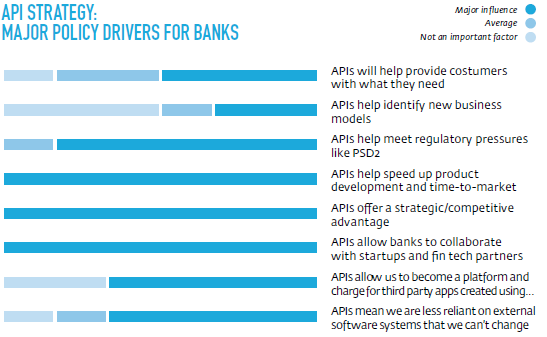 API STRATEGY:
MAJOR POLICY DRIVERS FOR BANKS
Major influence
Average
Not an important factor
APIs will help provide costumers
with what they need
APIs help identify new business
models
APIs help meet regulatory pressures
like PSD2
APIs help speed up product
development and time-to-market
APIs offer a strategic/competitive
advantage
APIs allow banks to collaborate
with startups and fin tech partners
APIs allow us to become a platform and
charge for third party apps created using...
APIs mean we are less reliant on external
software systems that we can't change